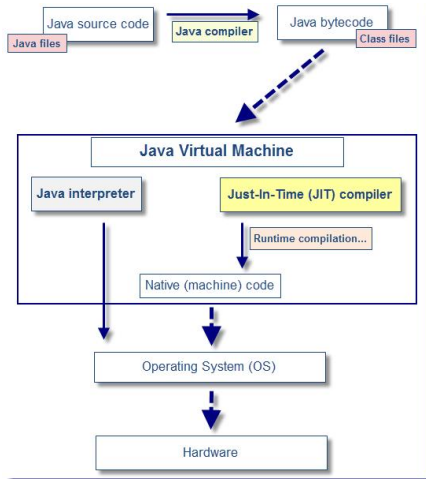 Java source code
Java files
Java compiler
Java bytecode
Class files
Java Virtual Machine
Java interpreter
Just-In-Time (JIT) compiler
Runtime compilation...
Native (machine) code
Operating System (OS)
Hardware